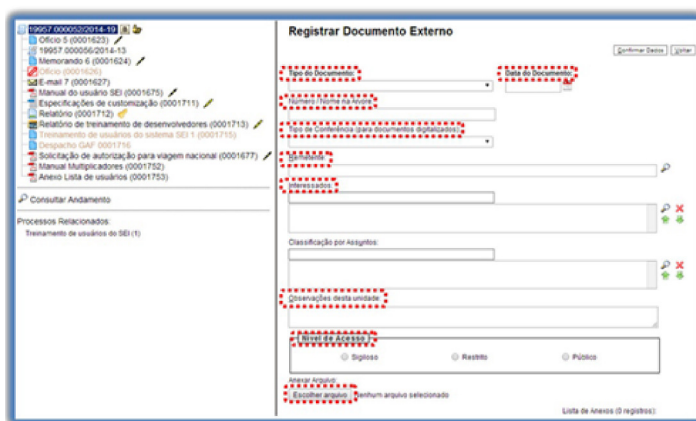 19957.000052/2014-19
Ofício 5 (0001623)
19957.000056/2014-13
Memorando 6 (0001624)
Ofício (0001626)
E-mail 7 (0001627)
Manual do usuário SEI (0001675)
Especificações de customização (0001711)
Relatório (0001712)
Relatório de treinamento de desenvolvedores (0001713)
Treinamento de usuários do sistema SEI 1 (0001715)
Despacho GAF 0001716
Solicitação de autorização para viagem nacional (0001677)
Manual Multiplicadores (0001752)
Anexo Lista de usuários (0001753)
Consultar Andamento
Processos Relacionados:
Treinamento de usuários do SEI (1)
Registrar Documento Externo
Confirmar Dados Voltar
Tipo do Documento: Data do Documento:
Número / Nome na Árvore
Tipo de Conferência (para documentos digitalizados):
Remetente:
Interessados:
Classificação por Assuntos:
Observações desta unidade:
Nível de Acesso
Sigiloso Restrito Público
Anexar Arquivo:
Escolher arquivo Nenhum arquivo selecionado
Lista de Anexos (0 registros):